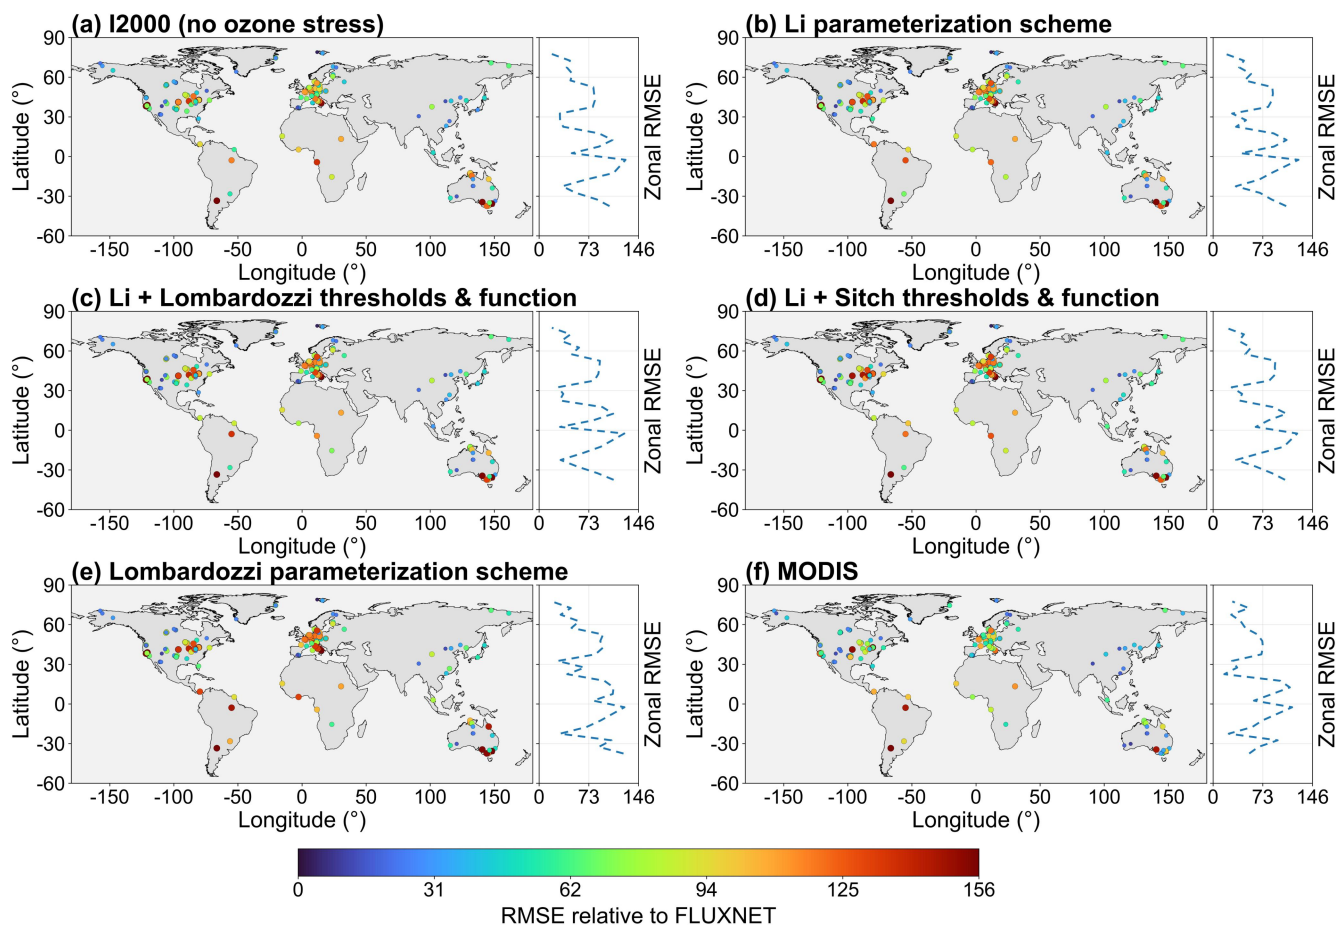 (a) I2000 (no ozone stress)
90
60
30
0
-30
-60
Latitude (°)
-150 -100 -50 0 50 100 150
Longitude (°)
0 73 146
Zonal RMSE
(b) Li parameterization scheme
90
60
30
0
-30
-60
Latitude (°)
-150 -100 -50 0 50 100 150
Longitude (°)
0 73 146
Zonal RMSE
(c) Li + Lombardozzi thresholds & function
90
60
30
0
-30
-60
Latitude (°)
-150 -100 -50 0 50 100 150
Longitude (°)
0 73 146
Zonal RMSE
(d) Li + Sitch thresholds & function
90
60
30
0
-30
-60
Latitude (°)
-150 -100 -50 0 50 100 150
Longitude (°)
0 73 146
Zonal RMSE
(e) Lombardozzi parameterization scheme
90
60
30
0
-30
-60
Latitude (°)
-150 -100 -50 0 50 100 150
Longitude (°)
0 73 146
Zonal RMSE
(f) MODIS
90
60
30
0
-30
-60
Latitude (°)
-150 -100 -50 0 50 100 150
Longitude (°)
0 73 146
Zonal RMSE
0 31 62 94 125 156
RMSE relative to FLUXNET